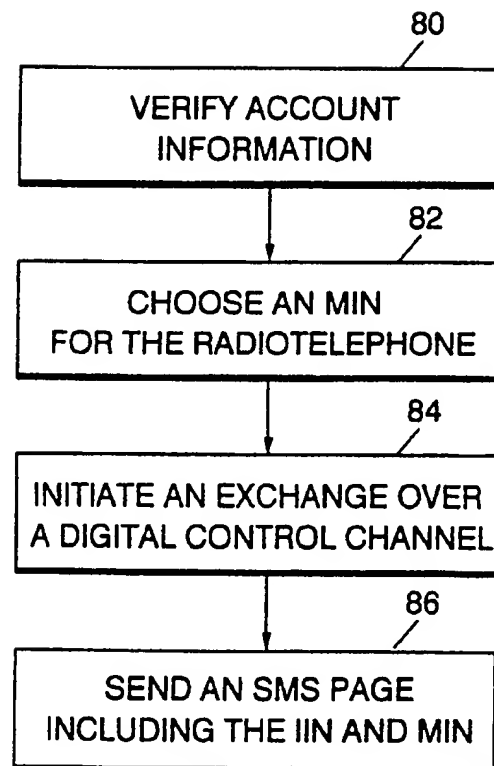 80
VERIFY ACCOUNT
INFORMATION
82
CHOOSE AN MIN
FOR THE RADIOTELEPHONE
84
INITIATE AN EXCHANGE OVER
A DIGITAL CONTROL CHANNEL
86
SEND AN SMS PAGE
INCLUDING THE IIN AND MIN